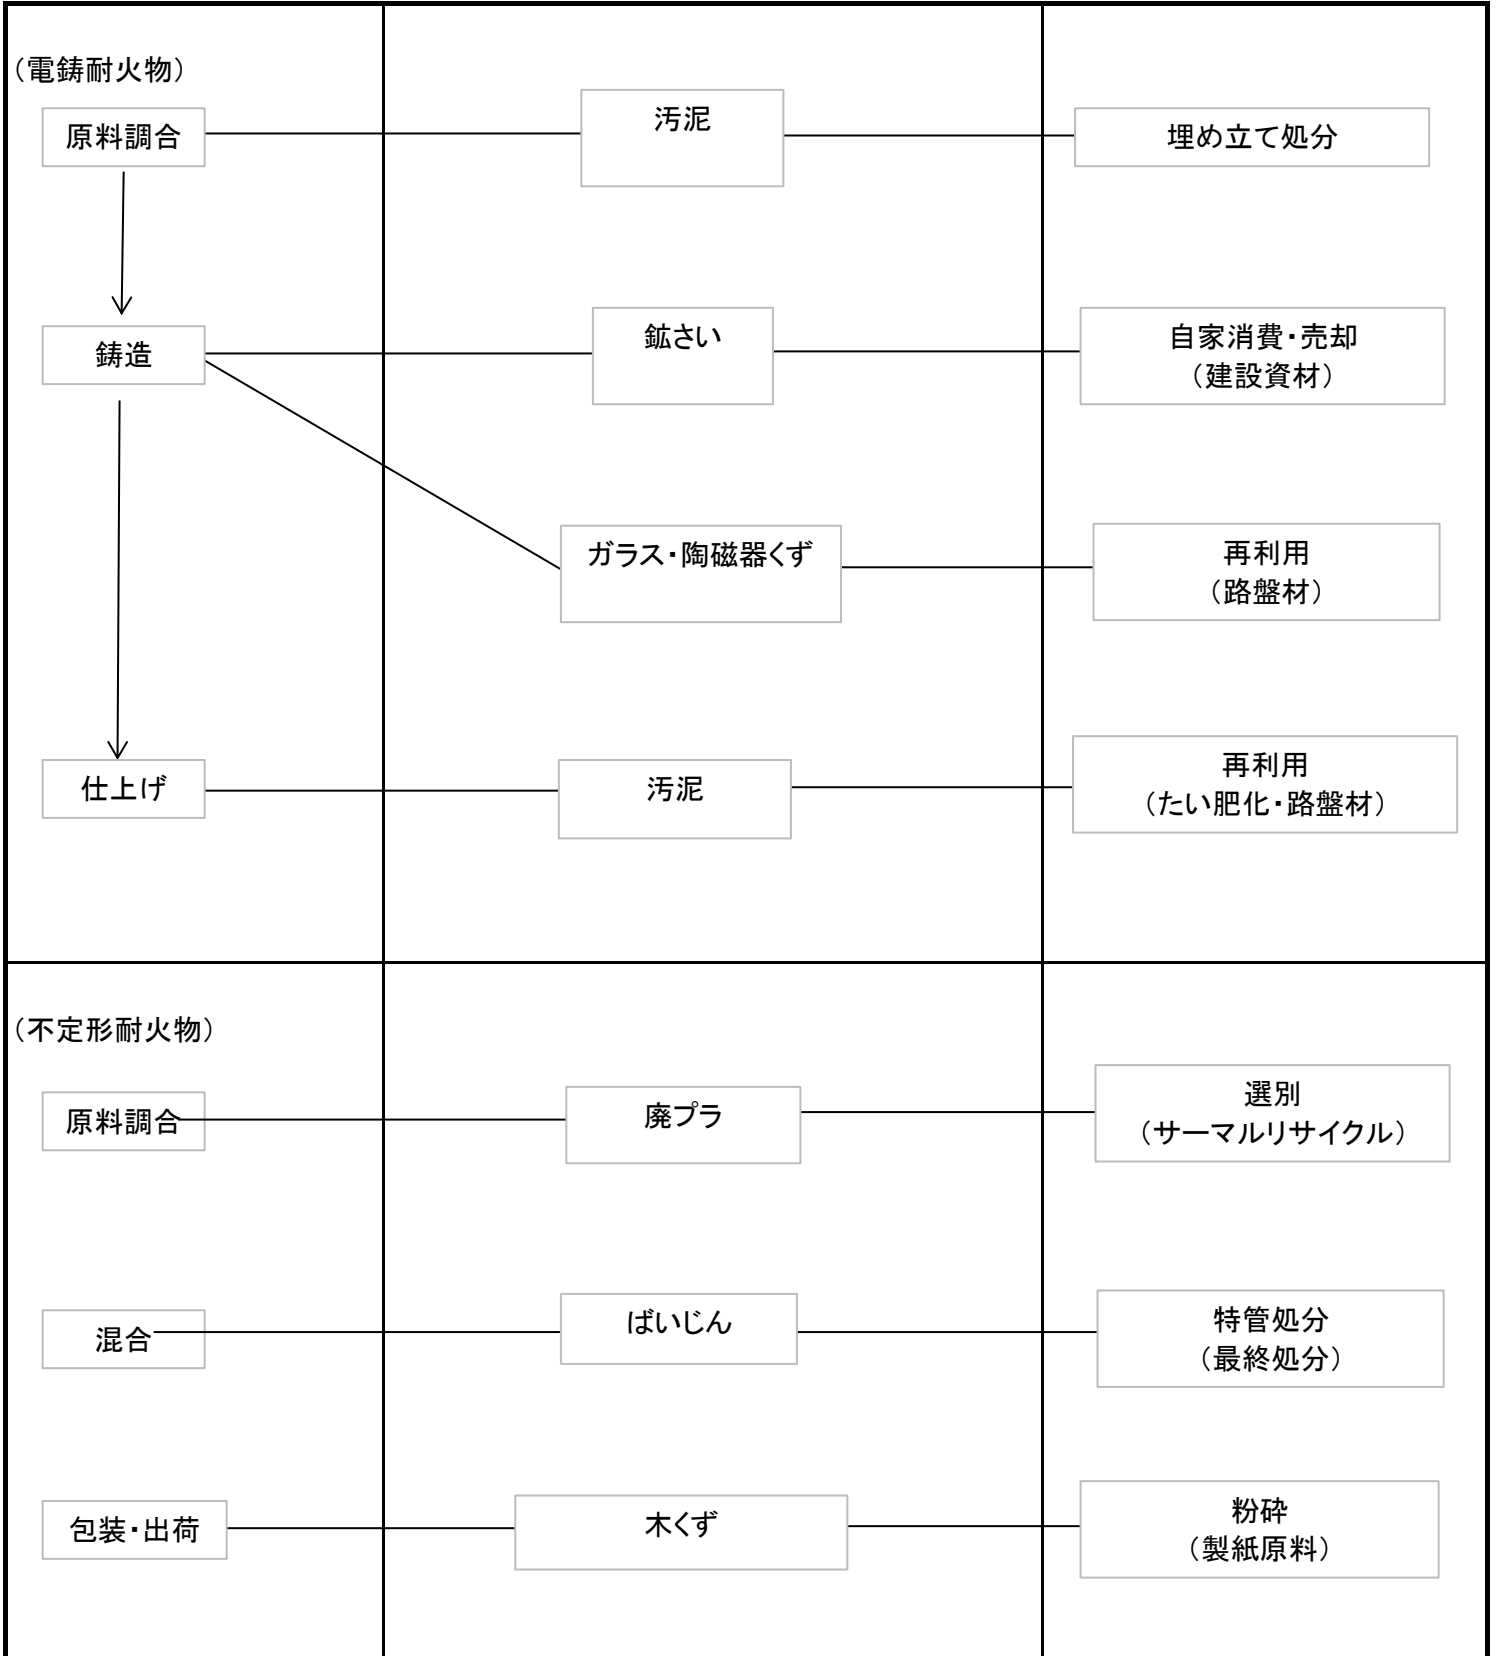 （電鋳耐火物）
原料調合
汚泥
埋め立て処分
鋳造
鉱さい
自家消費・売却
（建設資材）
ガラス・陶磁器くず
再利用
（路盤材）
仕上げ
汚泥
再利用
（たい肥化・路盤材）
（不定形耐火物）
原料調合
廃プラ
選別
（サーマルリサイクル）
混合
ばいじん
特管処分
（最終処分）
包装・出荷
木くず
粉砕
（製紙原料）